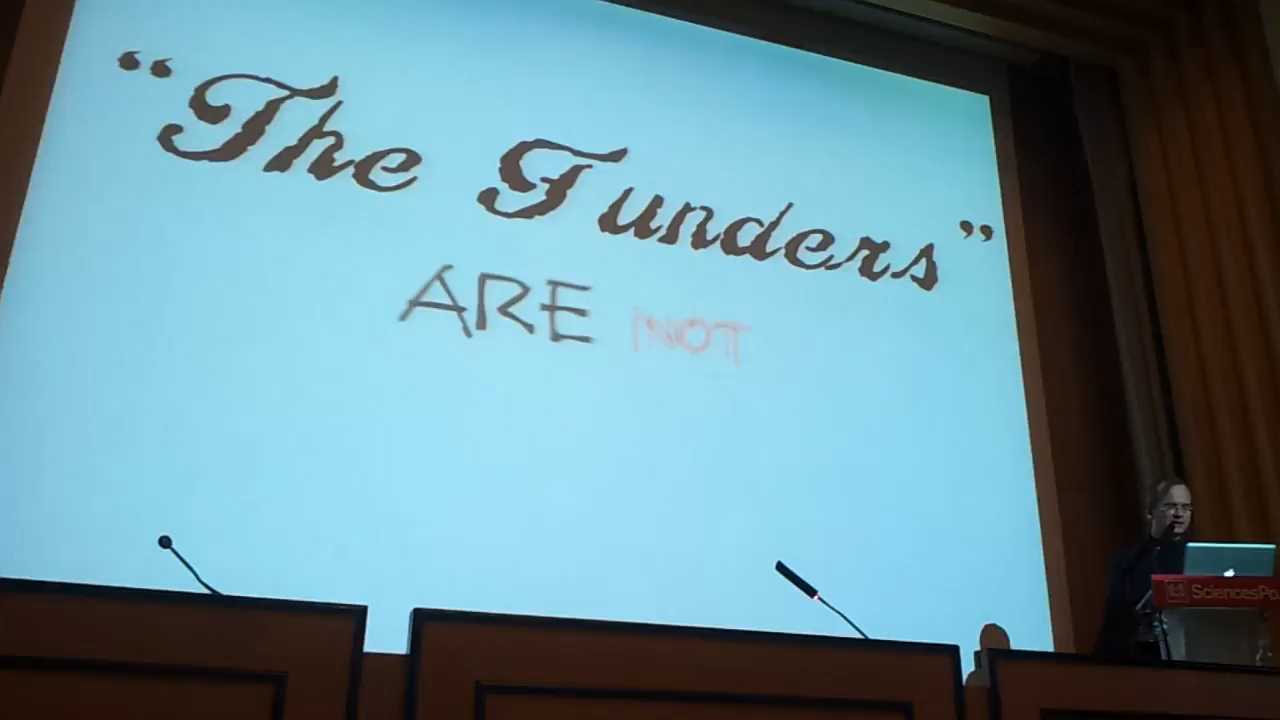 “The Funders”
ARE NOT
SciencesPo.